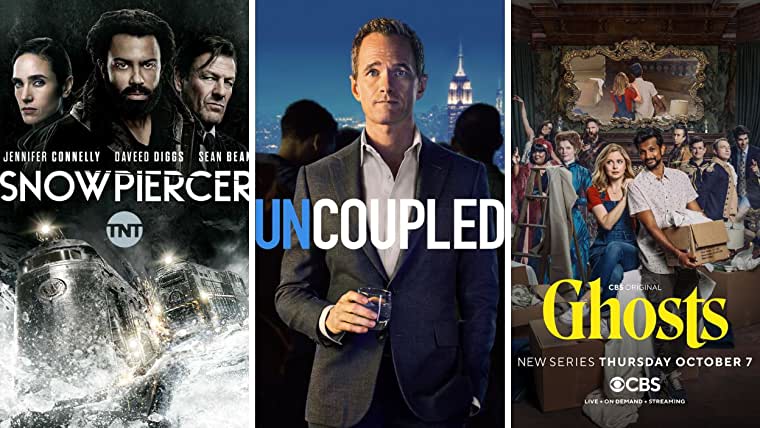 JENNIFER CONNELLY DAVEED DIGGS SEAN BEAN
SNOWPIERCER
TNT
UNCOUPLED
CBS ORIGINAL
Ghosts
NEW SERIES THURSDAY OCTOBER 7
CBS
LIVE + ON DEMAND + STREAMING